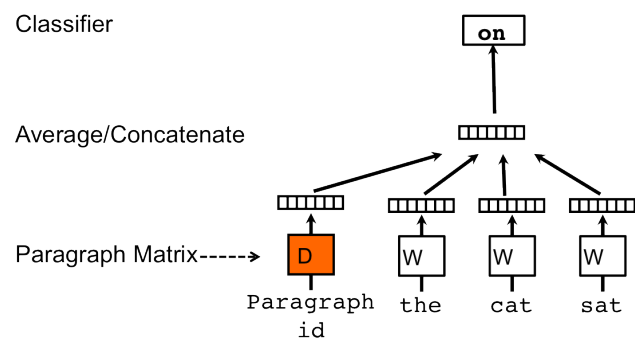 Classifier
on
Average/Concatenate
Paragraph Matrix
D
W
W
W
Paragraph
id
the
cat
sat